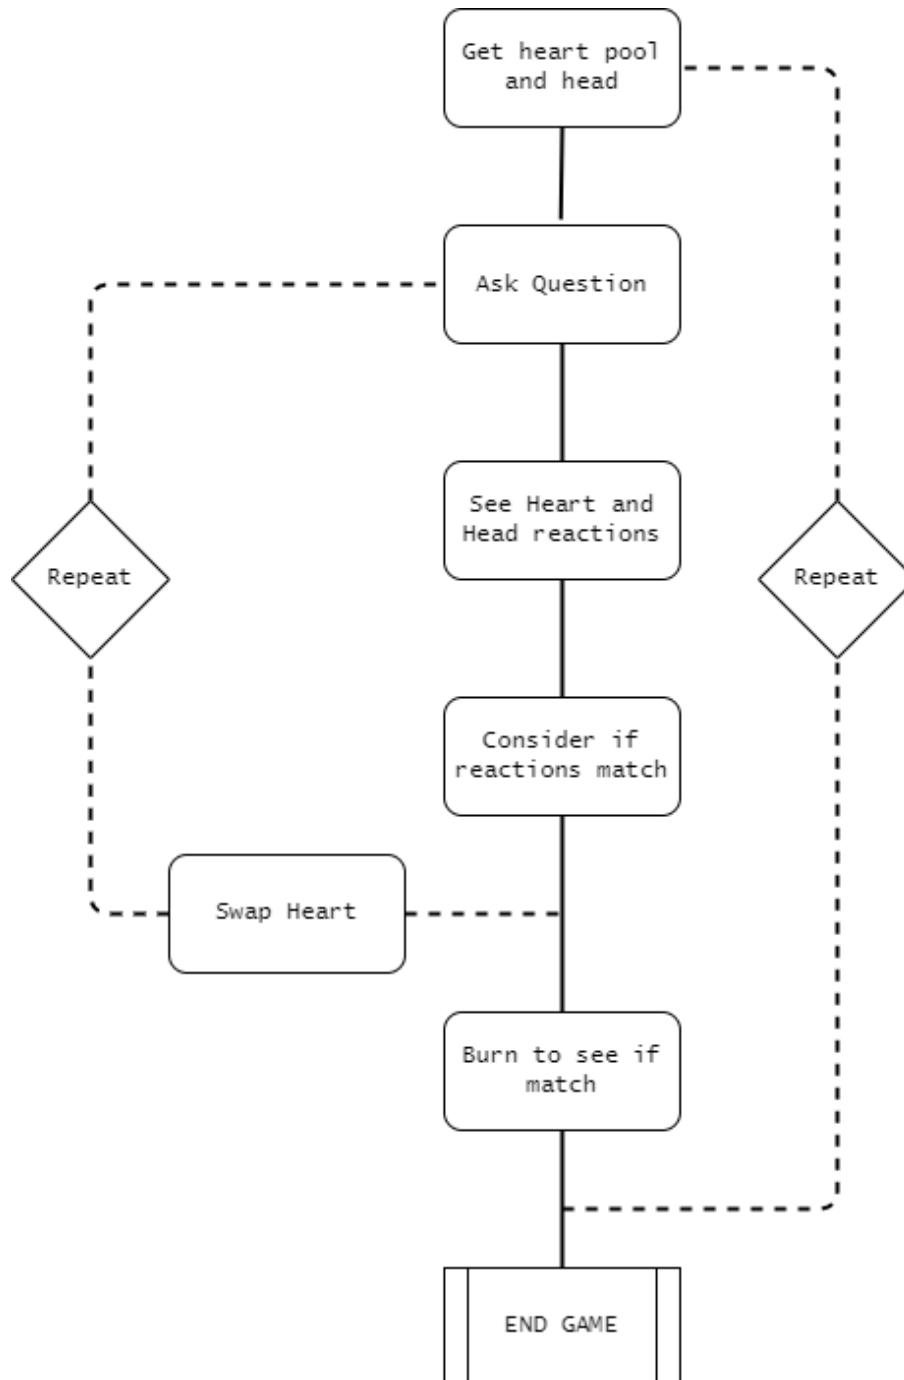 Get heart pool
and head
Ask Question
See Heart and
Head reactions
Repeat
Repeat
Consider if
reactions match
Swap Heart
Burn to see if
match
END GAME